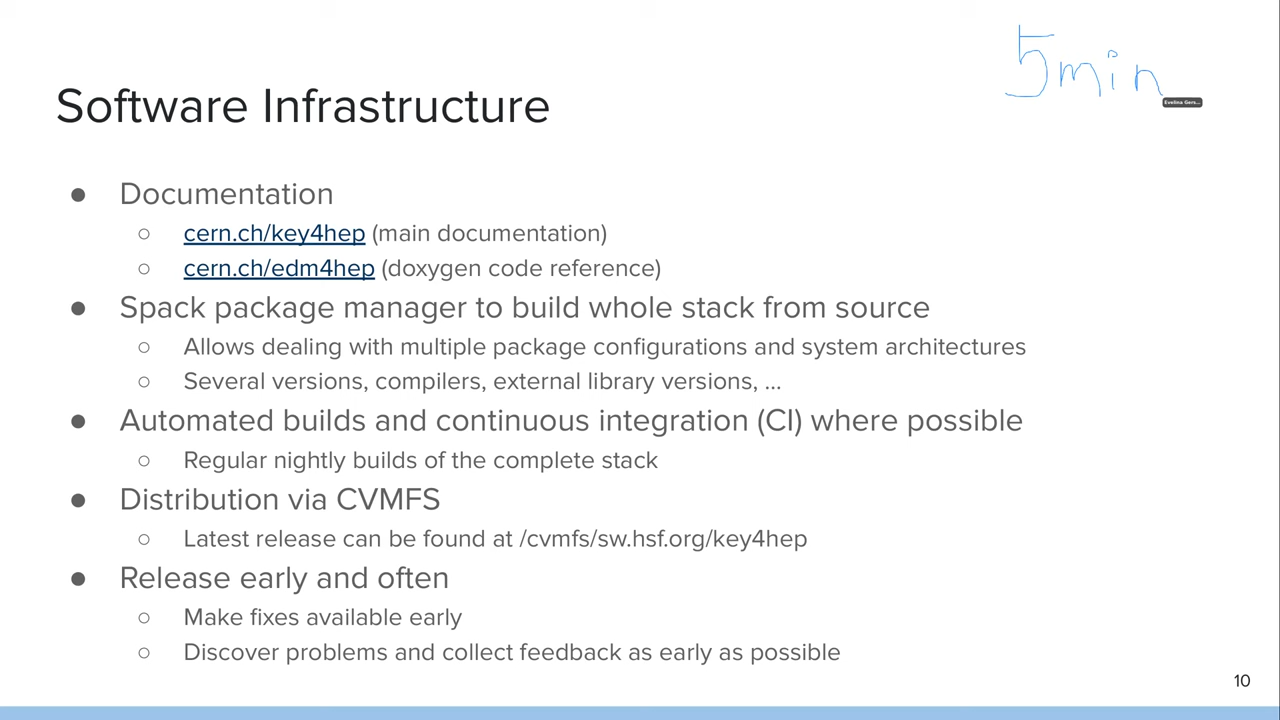 5min
Evelina Gers...
Software Infrastructure
● Documentation
○ cern.ch/key4hep (main documentation)
○ cern.ch/edm4hep (doxygen code reference)
● Spack package manager to build whole stack from source
○ Allows dealing with multiple package configurations and system architectures
○ Several versions, compilers, external library versions, ...
● Automated builds and continuous integration (CI) where possible
○ Regular nightly builds of the complete stack
● Distribution via CVMFS
○ Latest release can be found at /cvmfs/sw.hsf.org/key4hep
● Release early and often
○ Make fixes available early
○ Discover problems and collect feedback as early as possible
10